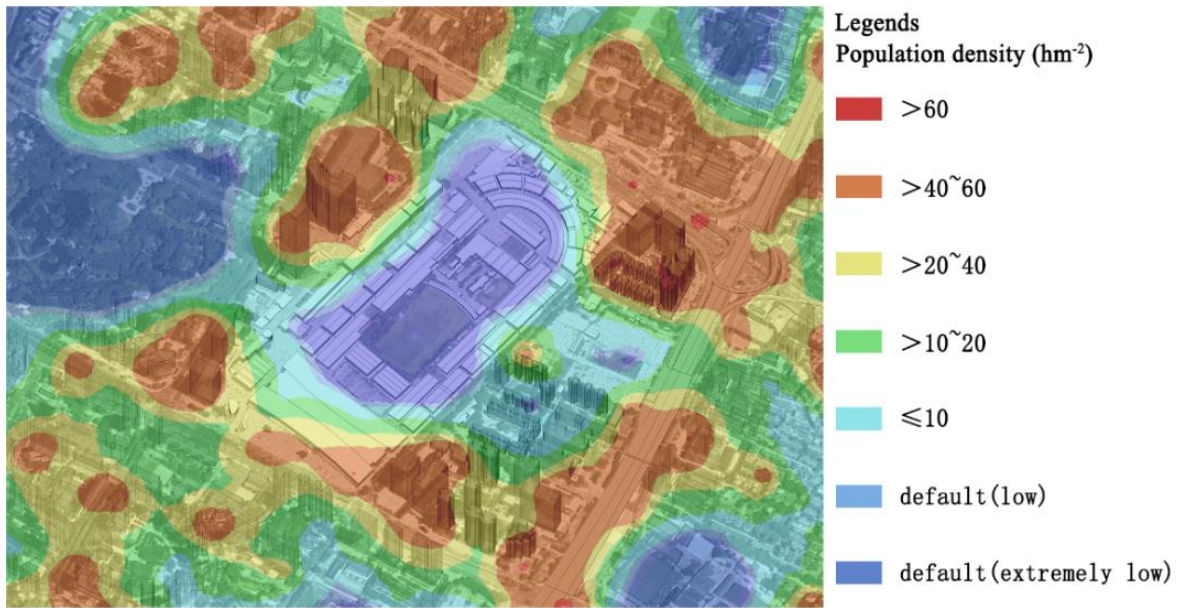 Legends
Population density (hm⁻²)
>60
>40~60
>20~40
>10~20
≤10
default(low)
default(extremely low)